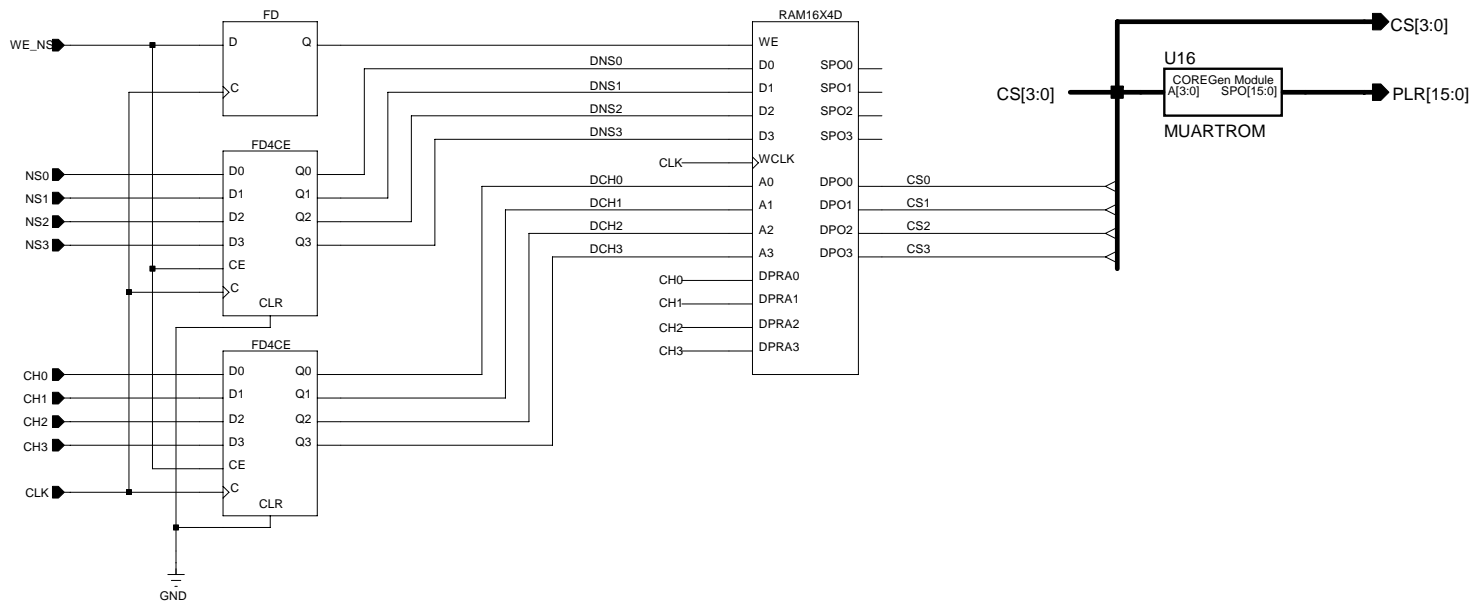 FD
WE_NS
D
Q
C
FD4CE
NS0
D0
Q0
NS1
D1
Q1
NS2
D2
Q2
NS3
D3
Q3
CE
C
CLR
FD4CE
CH0
D0
Q0
CH1
D1
Q1
CH2
D2
Q2
CH3
D3
Q3
CE
CLK
C
CLR
GND
RAM16X4D
WE
DNS0
D0
SPO0
DNS1
D1
SPO1
DNS2
D2
SPO2
DNS3
D3
SPO3
CLK
WCLK
DCH0
A0
DPO0
CS0
DCH1
A1
DPO1
CS1
DCH2
A2
DPO2
CS2
DCH3
A3
DPO3
CS3
CH0
DPRA0
CH1
DPRA1
CH2
DPRA2
CH3
DPRA3
CS[3:0]
U16
COREGen Module
CS[3:0]
A[3:0]
SPO[15:0]
PLR[15:0]
MUARTROM